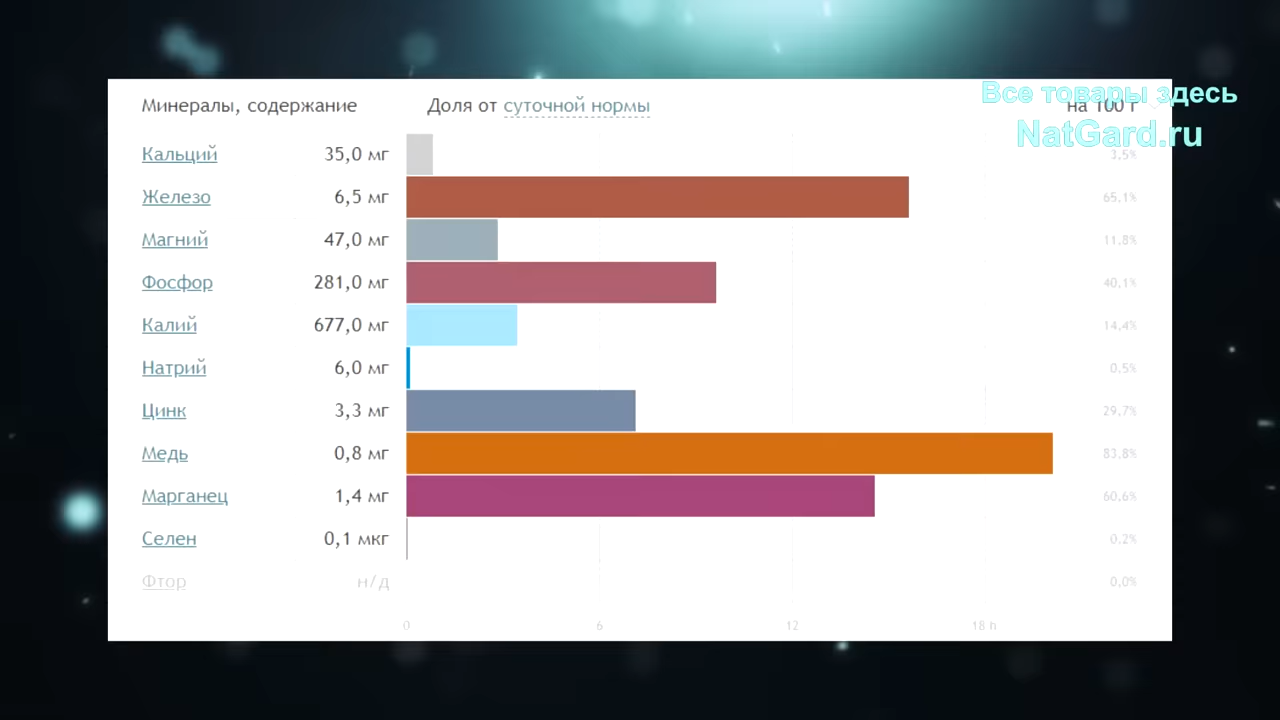 Минералы, содержание Доля от суточной нормы на 100 г
Все товары здесь
NatGard.ru
Кальций 35,0 мг 3,5%
Железо 6,5 мг 65.1%
Магний 47,0 мг 11,8%
Фосфор 281,0 мг 40,1%
Калий 677,0 мг 14,4%
Натрий 6,0 мг 0,5%
Цинк 3,3 мг 29,7%
Медь 0,8 мг 83,8%
Марганец 1,4 мг 60,6%
Селен 0,1 мкг 0,2%
Фтор н/д 0,0%
0 6 12 18 h